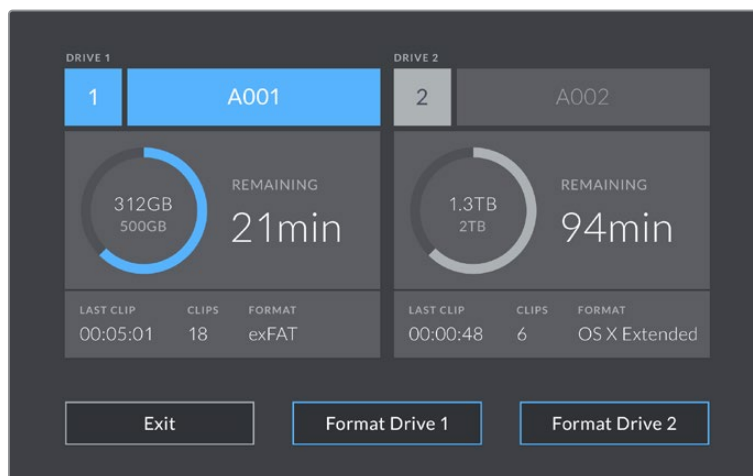 DRIVE 1
1
A001
312GB
500GB
REMAINING
21min
LAST CLIP CLIPS FORMAT
00:05:01 18 exFAT
DRIVE 2
2
A002
1.3TB
2TB
REMAINING
94min
LAST CLIP CLIPS FORMAT
00:00:48 6 OS X Extended
Exit
Format Drive 1
Format Drive 2